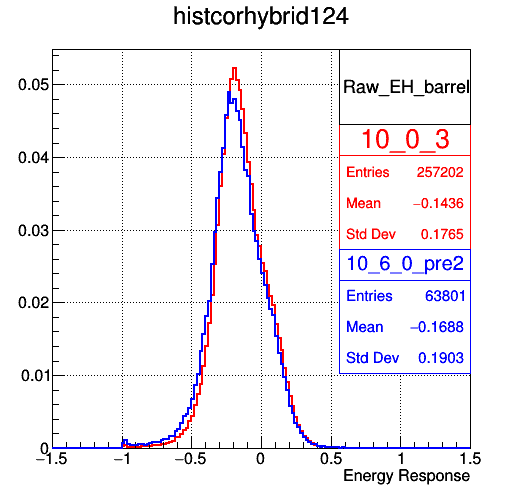 histcorhybrid124
Raw_EH_barrel
10_0_3
Entries 257202
Mean −0.1436
Std Dev 0.1765
10_6_0_pre2
Entries 63801
Mean −0.1688
Std Dev 0.1903
0.05
0.04
0.03
0.02
0.01
0
−1.5 −1 −0.5 0 0.5 1 1.5
Energy Response